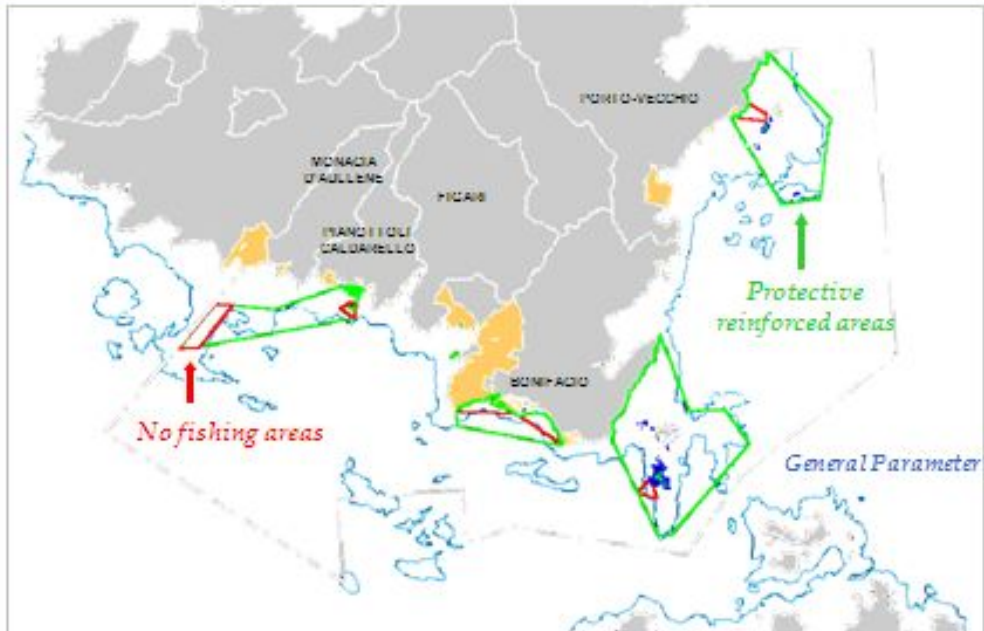 PORTO-VECCHIO
MONACIA
D'AULLENE
FIGARI
PIANOTTOLI
CALDARELLO
Protective
reinforced areas
BONIFACIO
No fishing areas
General Parameter